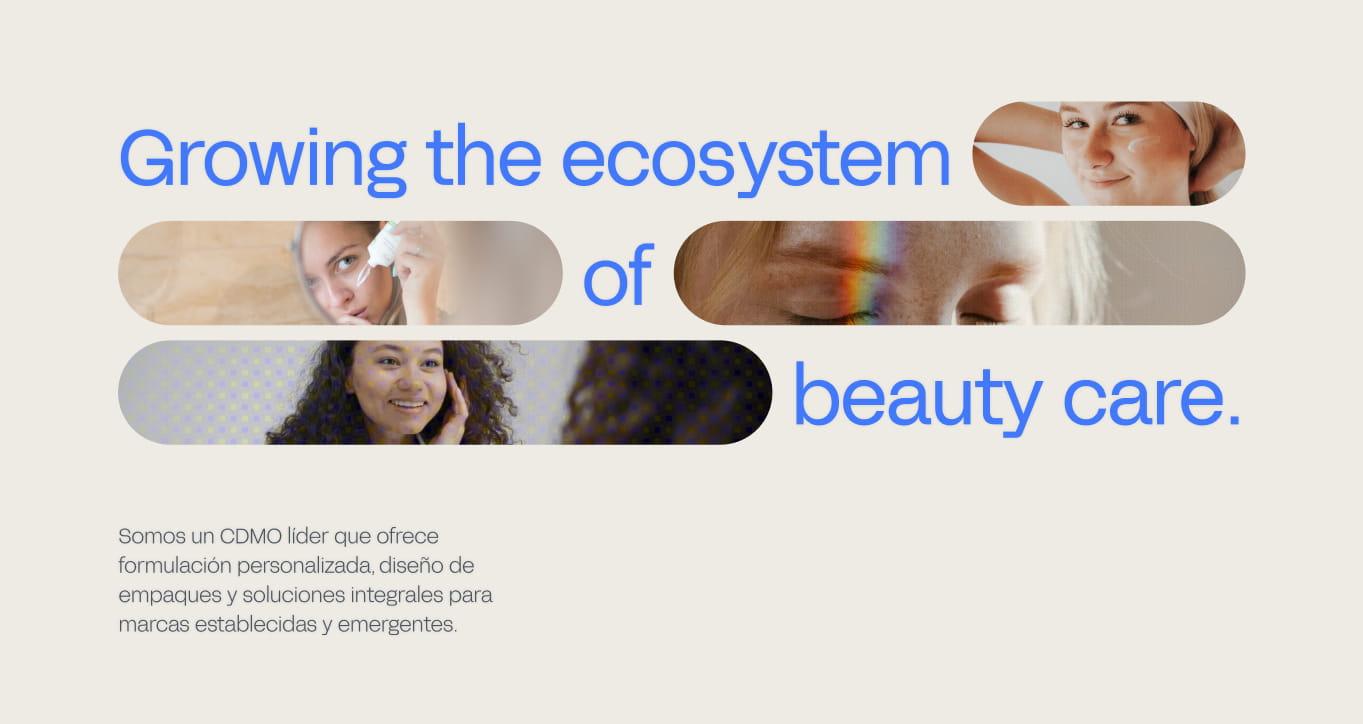 Growing the ecosystem
of
beauty care.
Somos un CDMO líder que ofrece
formulación personalizada, diseño de
empaques y soluciones integrales para
marcas establecidas y emergentes.